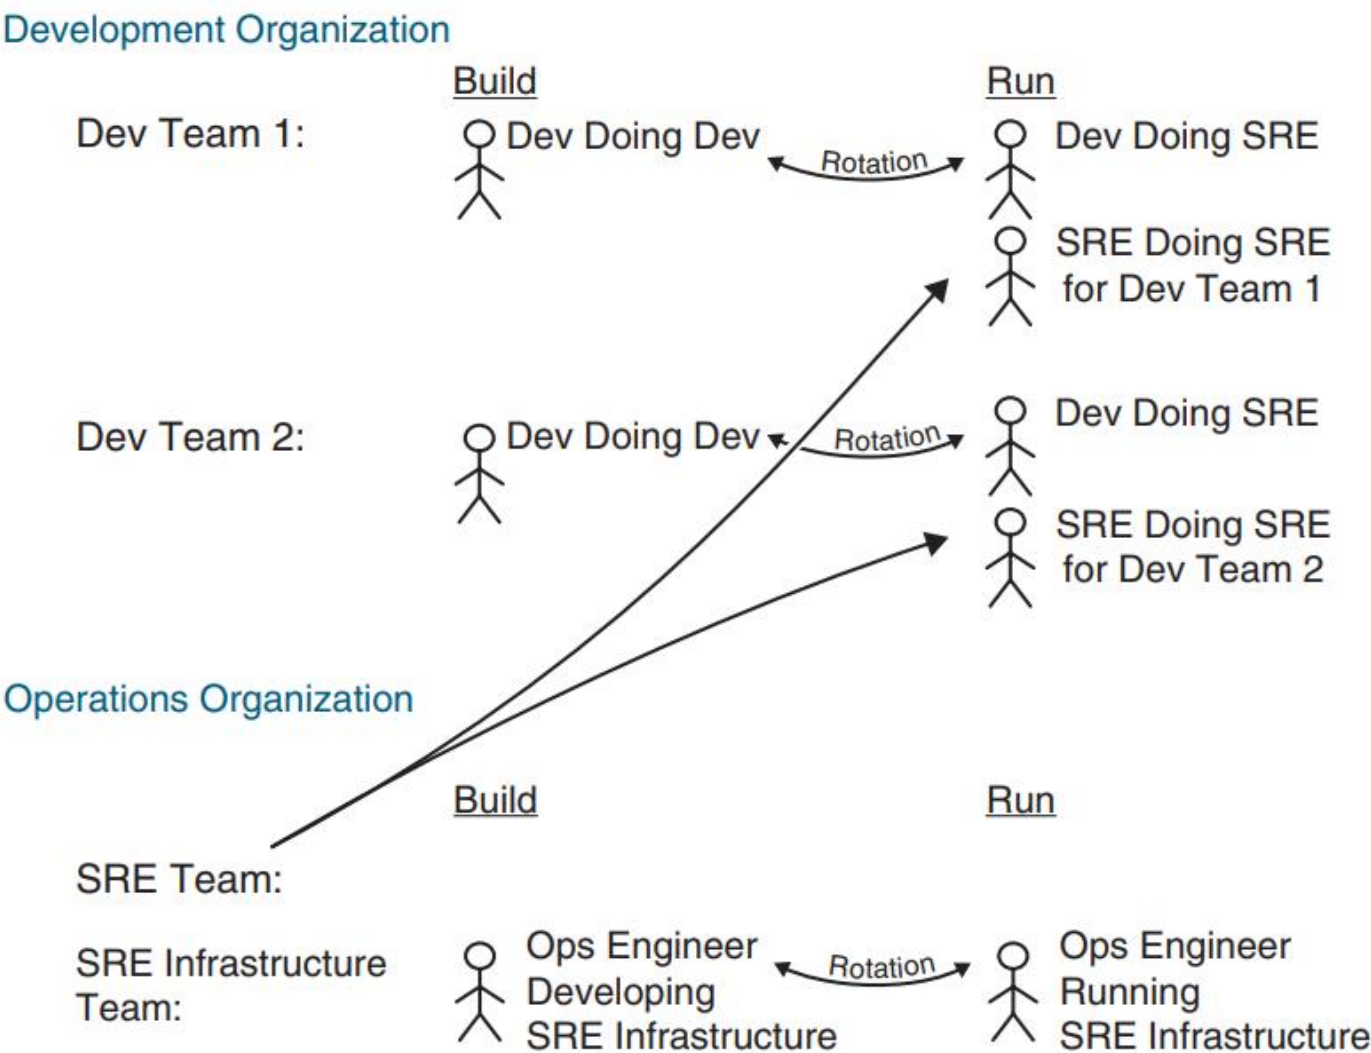 Development Organization
Build
Run
Dev Team 1:
Dev Doing Dev
Rotation
Dev Doing SRE
SRE Doing SRE
for Dev Team 1
Dev Team 2:
Dev Doing Dev
Rotation
Dev Doing SRE
SRE Doing SRE
for Dev Team 2
Operations Organization
Build
Run
SRE Team:
SRE Infrastructure
Team:
Ops Engineer
Developing
SRE Infrastructure
Rotation
Ops Engineer
Running
SRE Infrastructure